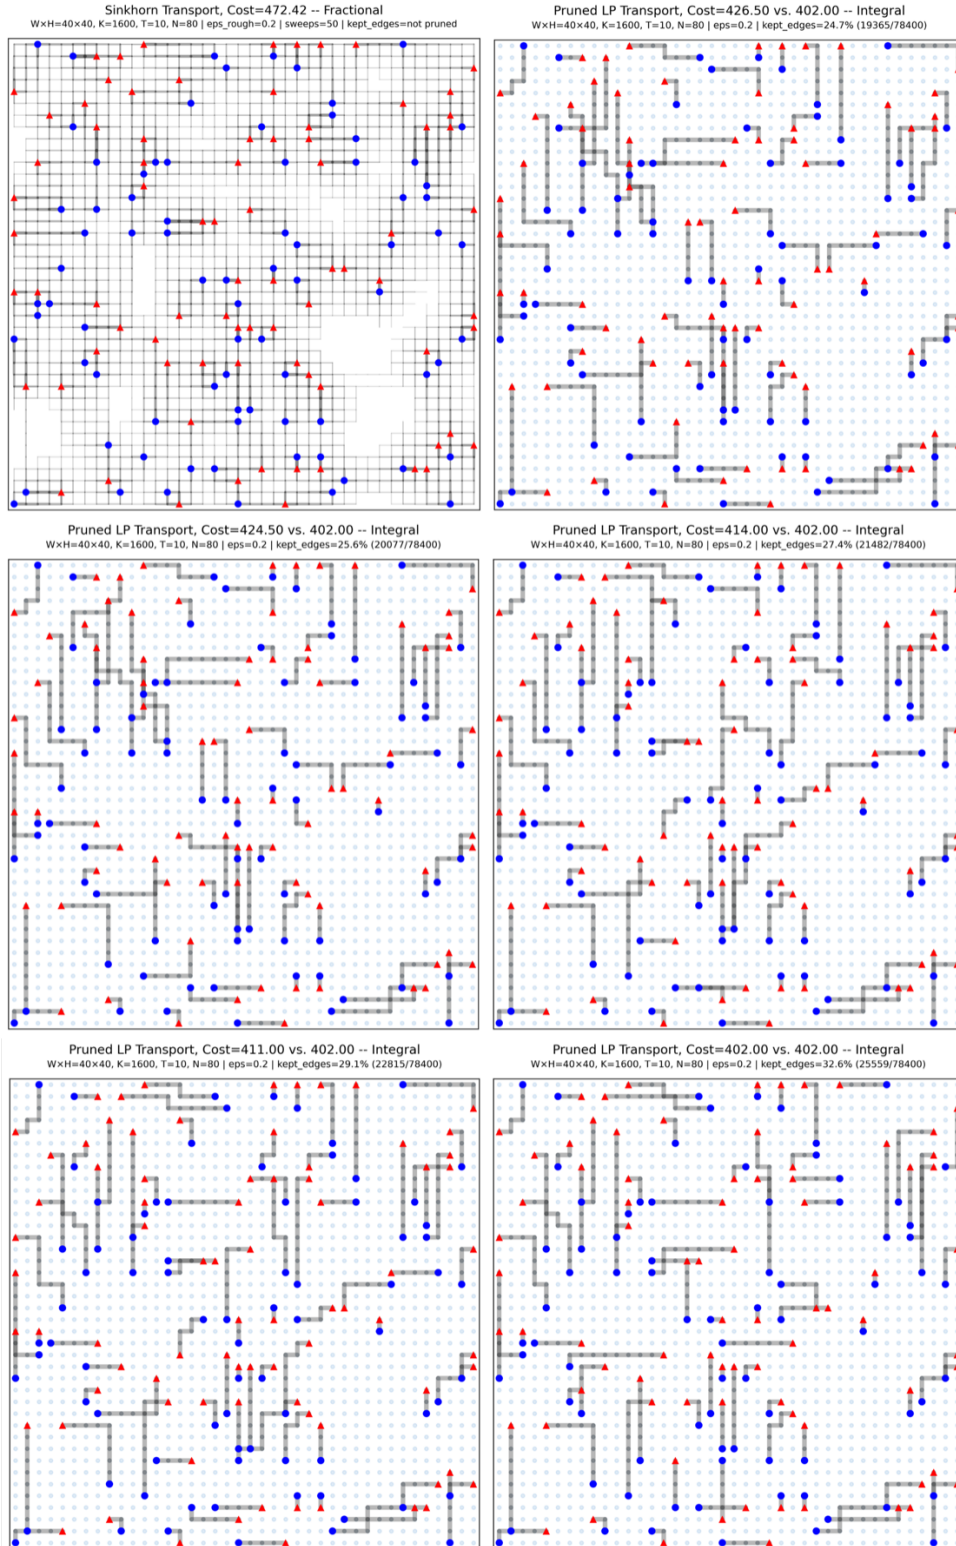 Sinkhorn Transport, Cost=472.42 -- Fractional
W×H=40×40, K=1600, T=10, N=80 | eps_rough=0.2 | sweeps=50 | kept_edges=not pruned
Pruned LP Transport, Cost=426.50 vs. 402.00 -- Integral
W×H=40×40, K=1600, T=10, N=80 | eps=0.2 | kept_edges=24.7% (19365/78400)
Pruned LP Transport, Cost=424.50 vs. 402.00 -- Integral
W×H=40×40, K=1600, T=10, N=80 | eps=0.2 | kept_edges=25.6% (20077/78400)
Pruned LP Transport, Cost=414.00 vs. 402.00 -- Integral
W×H=40×40, K=1600, T=10, N=80 | eps=0.2 | kept_edges=27.4% (21482/78400)
Pruned LP Transport, Cost=411.00 vs. 402.00 -- Integral
W×H=40×40, K=1600, T=10, N=80 | eps=0.2 | kept_edges=29.1% (22815/78400)
Pruned LP Transport, Cost=402.00 vs. 402.00 -- Integral
W×H=40×40, K=1600, T=10, N=80 | eps=0.2 | kept_edges=32.6% (25559/78400)